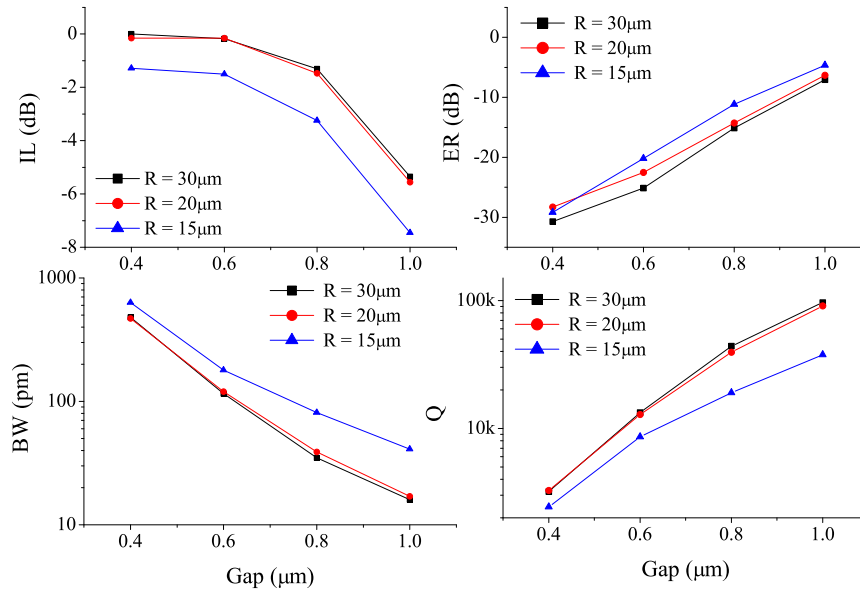 0
-2
-4
-6
-8
IL (dB)
R = 30μm
R = 20μm
R = 15μm
0.4 0.6 0.8 1.0
R = 30μm
R = 20μm
R = 15μm
0
-10
-20
-30
ER (dB)
0.4 0.6 0.8 1.0
1000
100
10
BW (pm)
R = 30μm
R = 20μm
R = 15μm
0.4 0.6 0.8 1.0
Gap (μm)
100k
10k
Q
R = 30μm
R = 20μm
R = 15μm
0.4 0.6 0.8 1.0
Gap (μm)